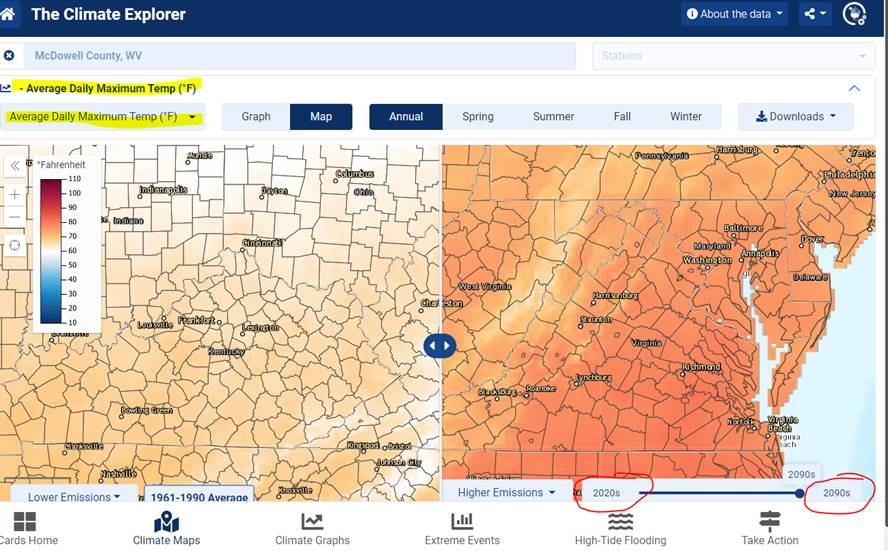 The Climate Explorer
About the data
McDowell County, WV
Stations
- Average Daily Maximum Temp (°F)
Average Daily Maximum Temp (°F)
Graph
Map
Annual
Spring
Summer
Fall
Winter
Downloads
°Fahrenheit
110
100
90
80
70
60
50
40
30
20
10
Muncie
Columbus
Ohio
Indianapolis
Dayton
Indiana
Cincinnati
Charleston
Louisville
Frankfort
Lexington
Kentucky
Bowling Green
Clarksville
Nashville
Kingsport
Bristol
Johnson City
Knoxville
Pennsylvania
Harrisburg
Trent
Philadelphia
New Jersey
Baltimore
Maryland
Washington
Annapolis
Dover
Delaware
West Virginia
Harrisonburg
Staunton
Virginia
Richmond
Lynchburg
Blacksburg
Roanoke
Norfolk
Virginia
Beach
Lower Emissions
1961-1990 Average
Higher Emissions
2020s
2090s
2090s
Cards Home
Climate Maps
Climate Graphs
Extreme Events
High-Tide Flooding
Take Action